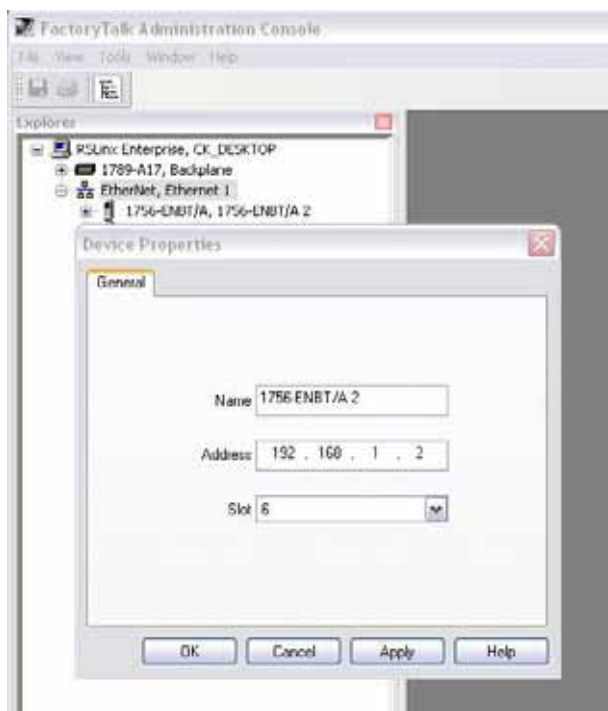 FactoryTalk Administration Console
File View Tools Window Help
Explorer
RSLinx Enterprise, CK_DESKTOP
1789-A17, Backplane
EtherNet, Ethernet 1
1756-ENBT/A, 1756-ENBT/A 2
Device Properties
General
Name 1756-ENBT/A 2
Address 192 . 168 . 1 . 2
Slot 6
OK Cancel Apply Help